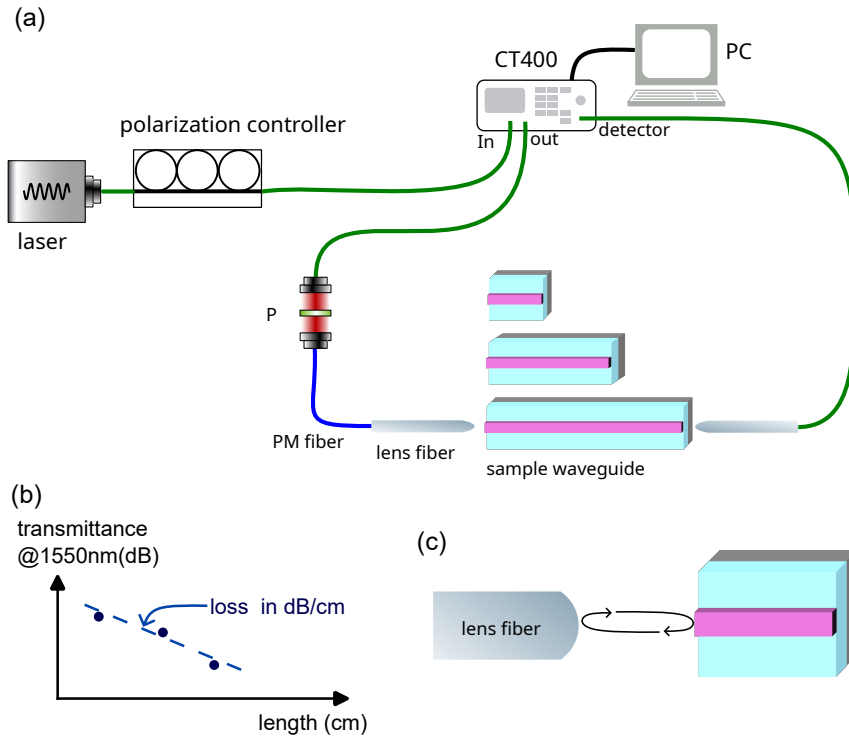 (a)
CT400
PC
polarization controller
In
out
detector
laser
P
PM fiber
lens fiber
sample waveguide
(b)
transmittance
@1550nm(dB)
loss in dB/cm
length (cm)
(c)
lens fiber